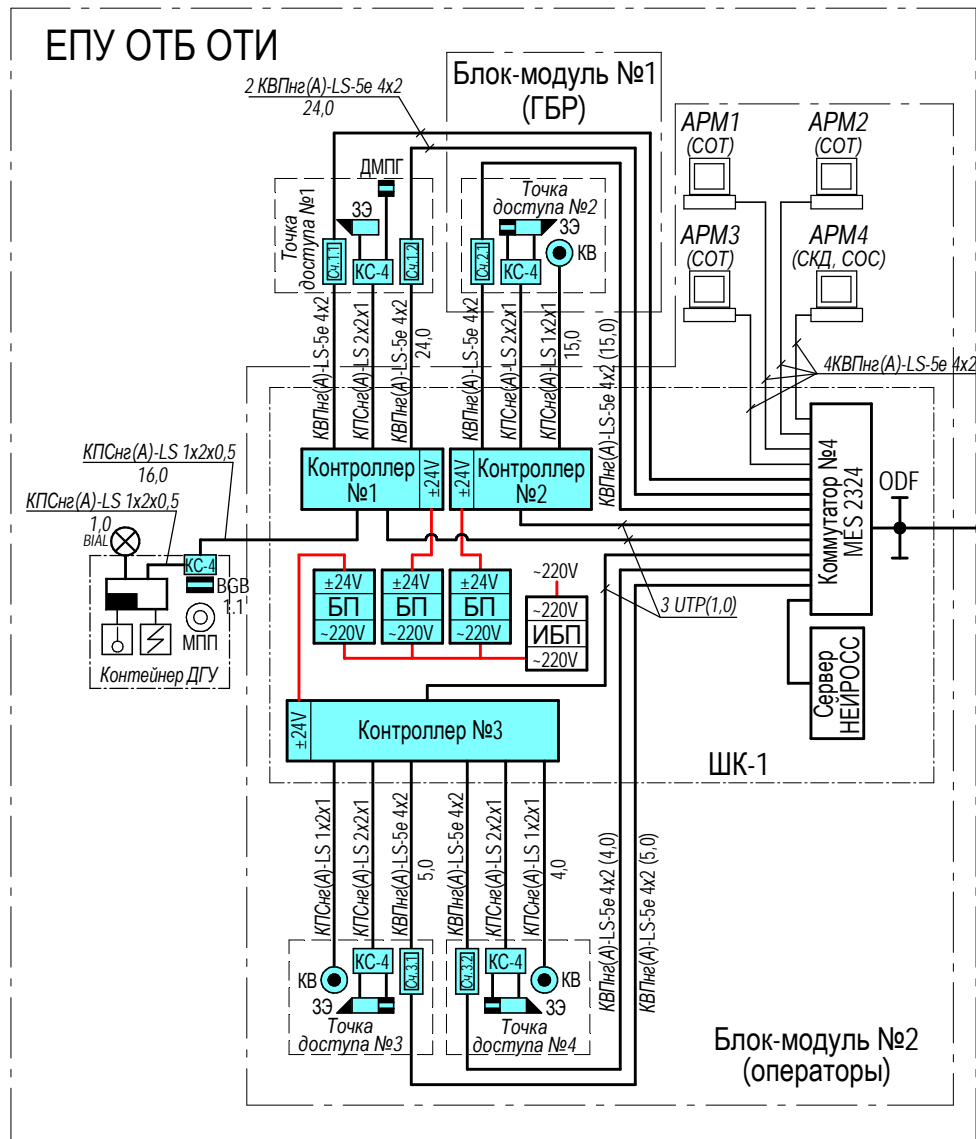 ЕПУ ОТБ ОТИ
Блок-модуль №1
(ГБР)
2 КВПнг(А)-LS-5е 4х2
24,0
АРМ1
(СОТ)
АРМ2
(СОТ)
АРМ3
(СОТ)
АРМ4
(СКД, СОС)
4КВПнг(А)-LS-5е 4х2
Точка
доступа №1
ДМПГ
ЗЭ
Сч.1.1
КС-4
Сч.1.2
Точка
доступа №2
ЗЭ
КВ
Сч.2.1
КС-4
КВПнг(А)-LS-5е 4х2
КПСнг(А)-LS 2х2х1
КВПнг(А)-LS-5е 4х2
24,0
КВПнг(А)-LS-5е 4х2
КПСнг(А)-LS 2х2х1
КПСнг(А)-LS 1х2х1
15,0
КВПнг(А)-LS-5е 4х2 (15,0)
Контроллер
№1
±24V
±24V
Контроллер
№2
КПСнг(А)-LS 1х2х0,5
16,0
КПСнг(А)-LS 1х2х0,5
1,0
BIAL
КС-4
BGB
1.1
МПП
Контейнер ДГУ
±24V
БП
~220V
±24V
БП
~220V
±24V
БП
~220V
~220V
~220V
ИБП
~220V
3 UTP(1,0)
Коммутатор №4
MES 2324
ODF
Сервер
НЕЙРОСС
±24V
Контроллер №3
ШК-1
КПСнг(А)-LS 1х2х1
КПСнг(А)-LS 2х2х1
КВПнг(А)-LS-5е 4х2
5,0
КВПнг(А)-LS-5е 4х2
КПСнг(А)-LS 2х2х1
КПСнг(А)-LS 1х2х1
4,0
КВПнг(А)-LS-5е 4х2 (4,0)
КВПнг(А)-LS-5е 4х2 (5,0)
КВ
КС-4
Сч.3.1
ЗЭ
Точка
доступа №3
Сч.3.2
КС-4
КВ
ЗЭ
Точка
доступа №4
Блок-модуль №2
(операторы)